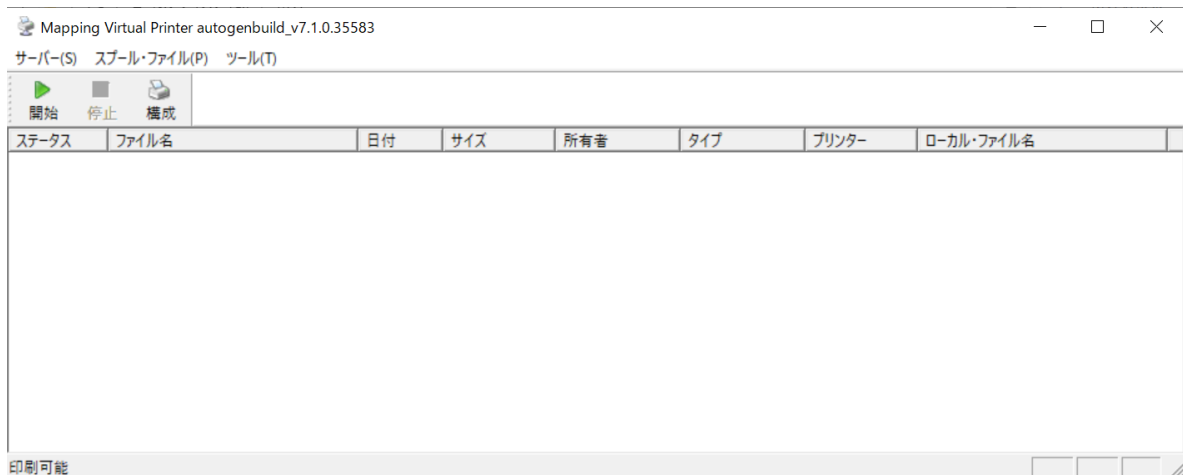 Mapping Virtual Printer autogenbuild_v7.1.0.35583
サーバー(S) スプール・ファイル(P) ツール(T)
開始 停止 構成
ステータス ファイル名 日付 サイズ 所有者 タイプ プリンター ローカル・ファイル名
印刷可能